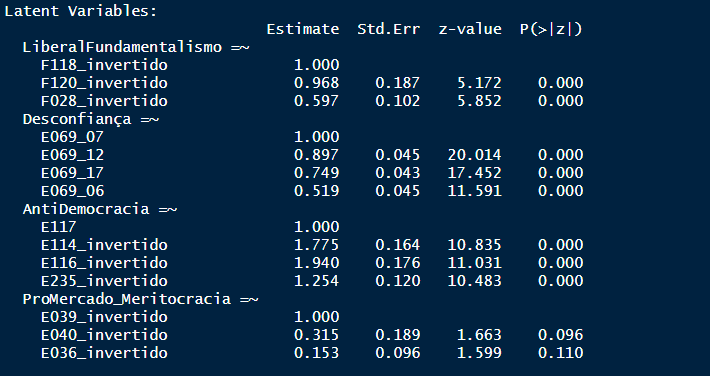 Latent Variables:
                           Estimate  Std.Err  z-value  P(>|z|)
  LiberalFundamentalismo =~
    F118_invertido            1.000
    F120_invertido            0.968    0.187    5.172    0.000
    F028_invertido            0.597    0.102    5.852    0.000
  Desconfiança =~
    E069_07                   1.000
    E069_12                   0.897    0.045   20.014    0.000
    E069_17                   0.749    0.043   17.452    0.000
    E069_06                   0.519    0.045   11.591    0.000
  AntiDemocracia =~
    E117                      1.000
    E114_invertido            1.775    0.164   10.835    0.000
    E116_invertido            1.940    0.176   11.031    0.000
    E235_invertido            1.254    0.120   10.483    0.000
  ProMercado_Meritocracia =~
    E039_invertido            1.000
    E040_invertido            0.315    0.189    1.663    0.096
    E036_invertido            0.153    0.096    1.599    0.110